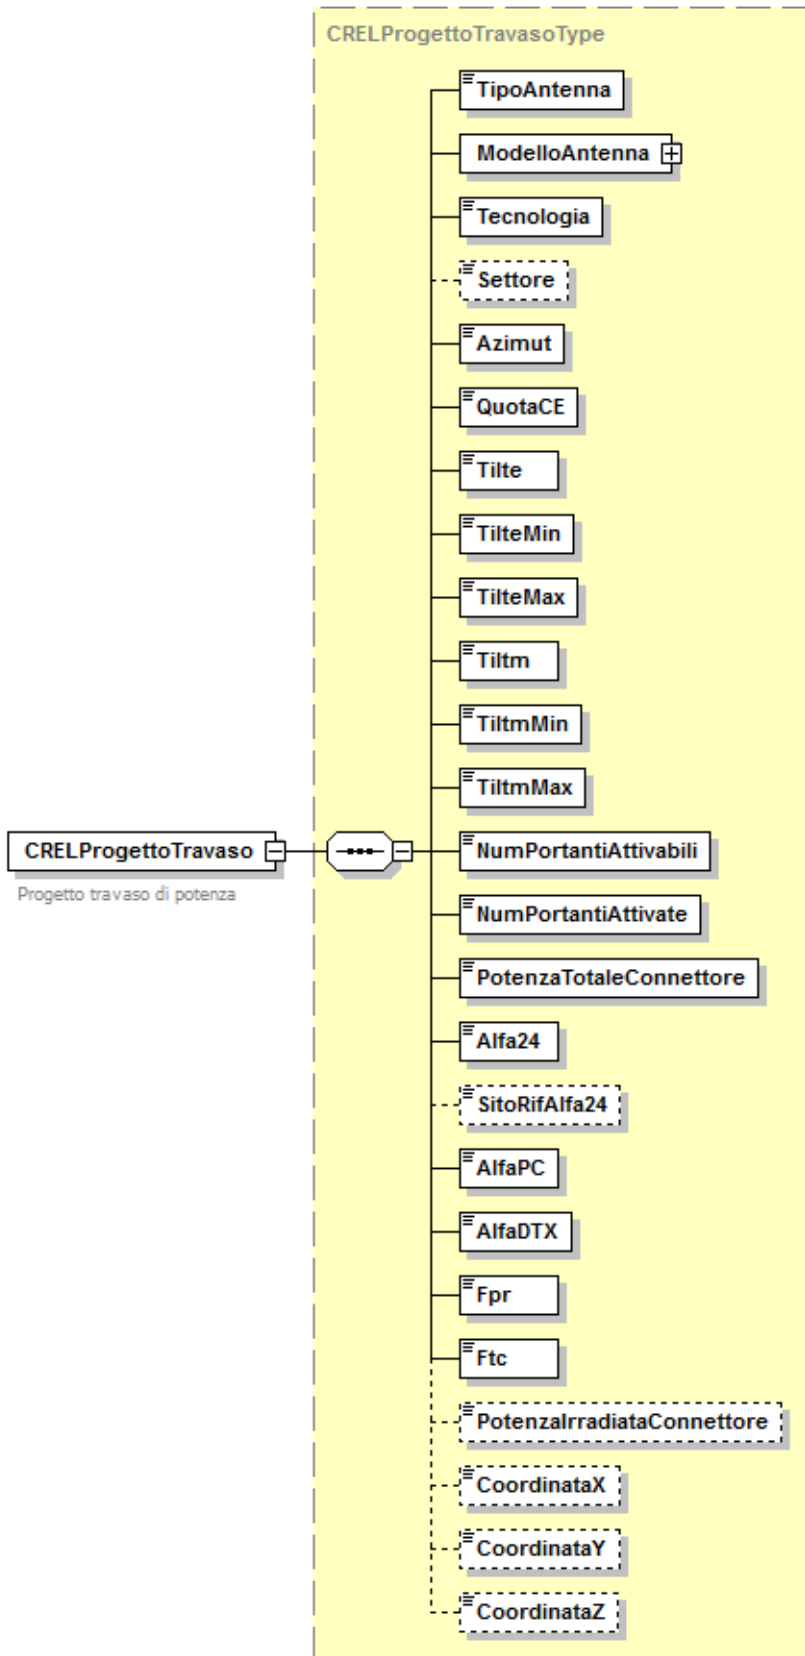 CRELProgettoTravasoType
TipoAntenna
ModelloAntenna
Tecnologia
Settore
Azimut
QuotaCE
Tilte
TilteMin
TilteMax
Tiltm
TiltmMin
TiltmMax
CRELProgettoTravaso
Progetto travaso di potenza
NumPortantiAttivabili
NumPortantiAttivate
PotenzaTotaleConnettore
Alfa24
SitoRifAlfa24
AlfaPC
AlfaDTX
Fpr
Ftc
PotenzaIrradiataConnettore
CoordinataX
CoordinataY
CoordinataZ